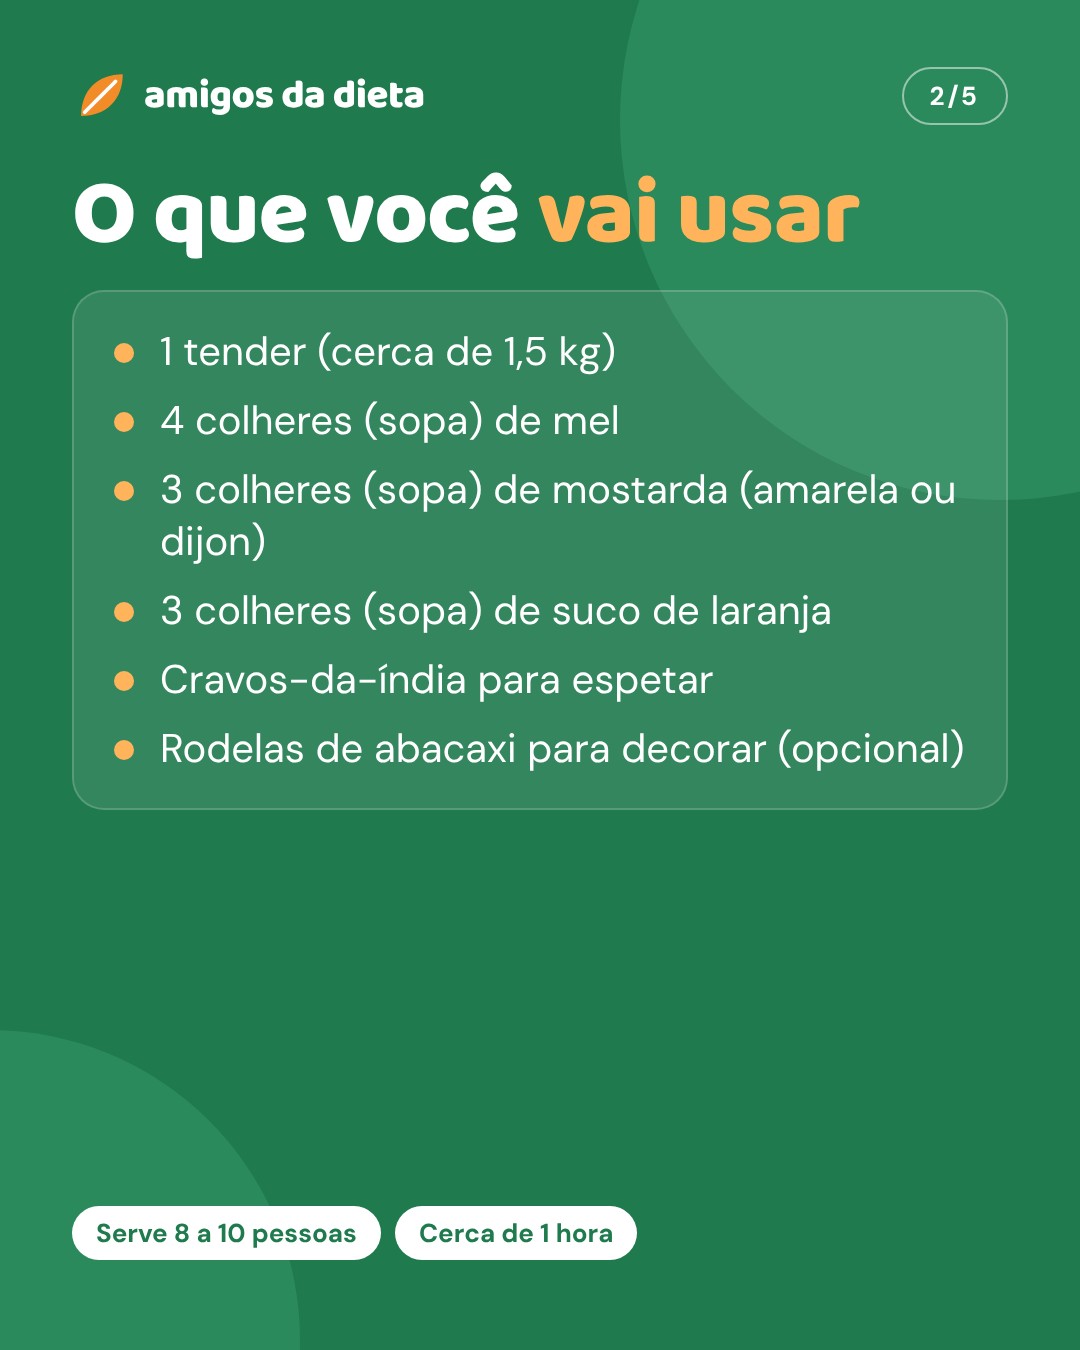 amigos da dieta
2/5
O que você vai usar
1 tender (cerca de 1,5 kg)
4 colheres (sopa) de mel
3 colheres (sopa) de mostarda (amarela ou
dijon)
3 colheres (sopa) de suco de laranja
Cravos-da-índia para espetar
Rodelas de abacaxi para decorar (opcional)
Serve 8 a 10 pessoas
Cerca de 1 hora